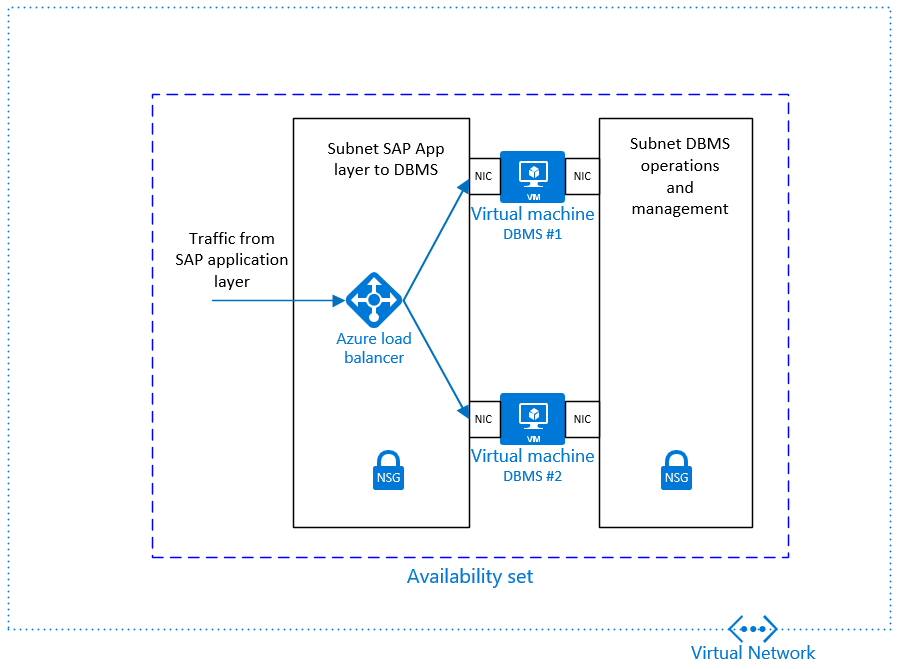 Subnet SAP App
layer to DBMS
Subnet DBMS
operations
and
management
NIC
VM
NIC
Virtual machine
DBMS #1
Traffic from
SAP application
layer
Azure load
balancer
NIC
VM
NIC
Virtual machine
DBMS #2
NSG
NSG
Availability set
Virtual Network